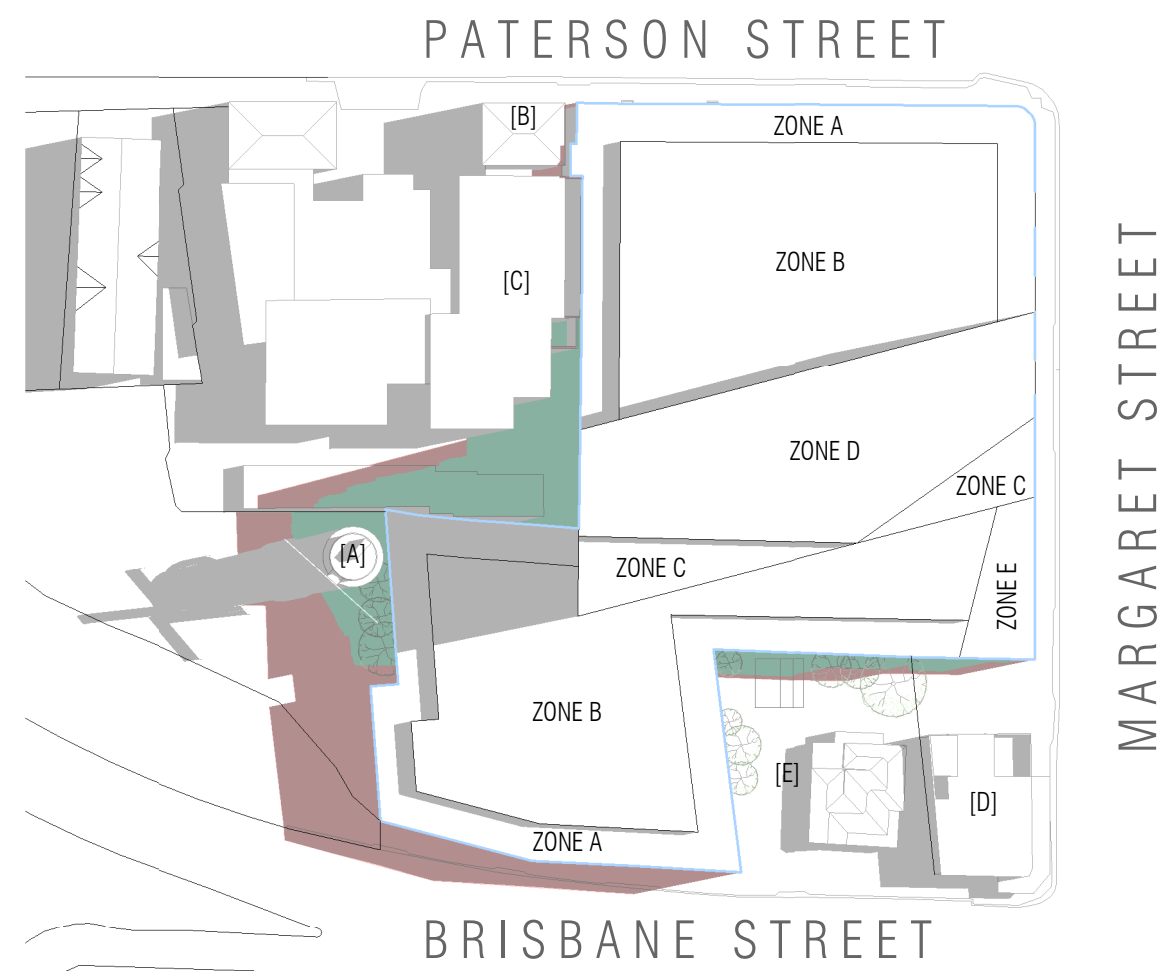 PATERSON STREET
[B]
ZONE A
[C]
ZONE B
MARGARET STREET
ZONE D
ZONE C
[A]
ZONE C
ZONE E
ZONE B
[E]
[D]
ZONE A
BRISBANE STREET